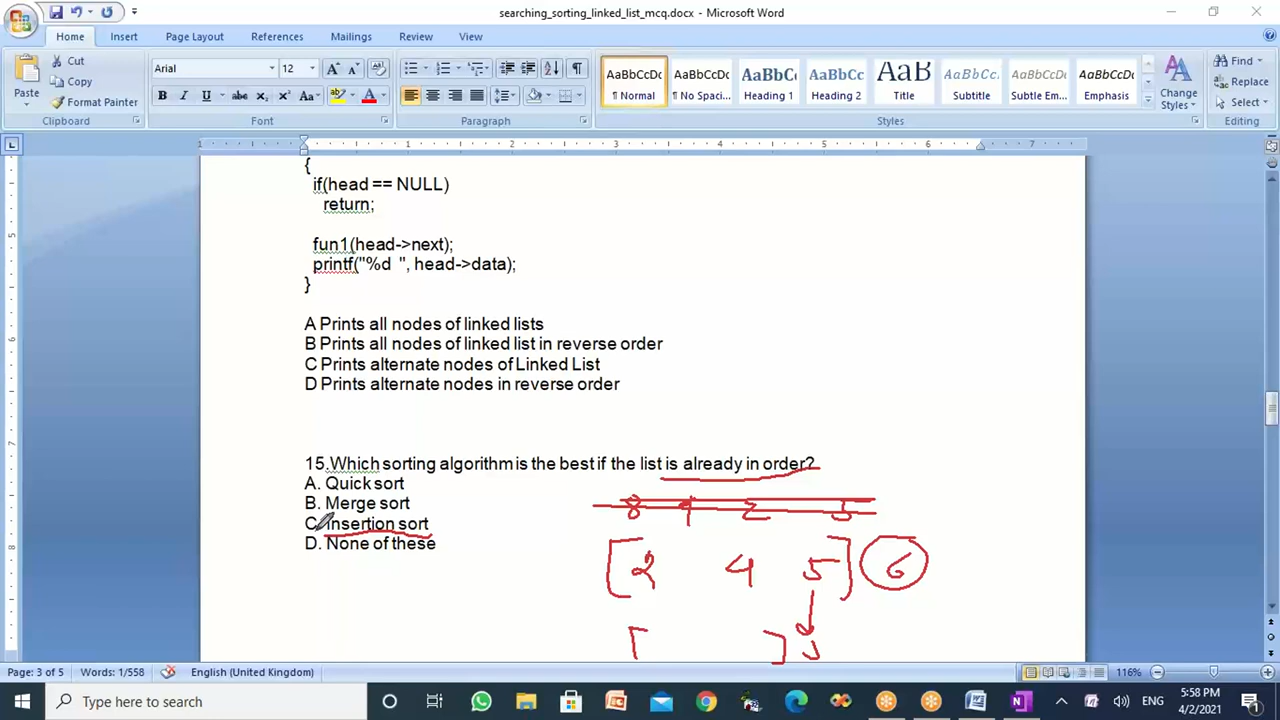 searching_sorting_linked_list_mcq.docx - Microsoft Word
Home Insert Page Layout References Mailings Review View
Paste Cut Copy Format Painter
Arial 12
AaBbCcDc AaBbCcDc AaBbCc AaBbCc AaB AaBbCc AaBbCcDc AaBbCcDc
¶ Normal ¶ No Spaci... Heading 1 Heading 2 Title Subtitle Subtle Em... Emphasis
Change Styles
Find Replace Select
Clipboard Font Paragraph Styles Editing
1 1 2 3 4 5 6 7
{
if(head == NULL)
return;
fun1(head->next);
printf("%d ", head->data);
}
A Prints all nodes of linked lists
B Prints all nodes of linked list in reverse order
C Prints alternate nodes of Linked List
D Prints alternate nodes in reverse order
15.Which sorting algorithm is the best if the list is already in order?
A. Quick sort
B. Merge sort
C. Insertion sort
D. None of these
[2 4 5] 6
Page: 3 of 5 Words: 1/558 English (United Kingdom) 116%
Type here to search
ENG
5:58 PM
4/2/2021